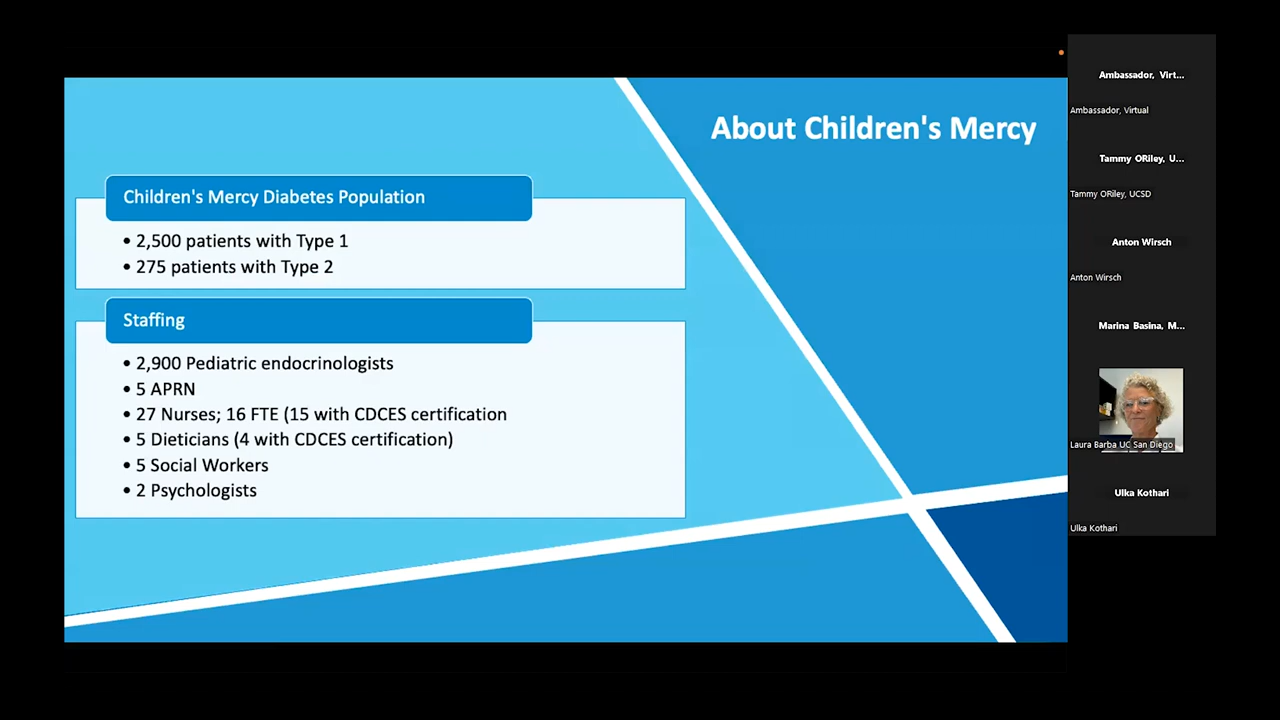 About Children's Mercy
Children's Mercy Diabetes Population
• 2,500 patients with Type 1
• 275 patients with Type 2
Staffing
• 2,900 Pediatric endocrinologists
• 5 APRN
• 27 Nurses; 16 FTE (15 with CDCES certification
• 5 Dieticians (4 with CDCES certification)
• 5 Social Workers
• 2 Psychologists
Ambassador, Virt...
Ambassador, Virtual
Tammy ORiley, U...
Tammy ORiley, UCSD
Anton Wirsch
Anton Wirsch
Marina Basina, M...
Laura Barba UC San Diego
Ulka Kothari
Ulka Kothari